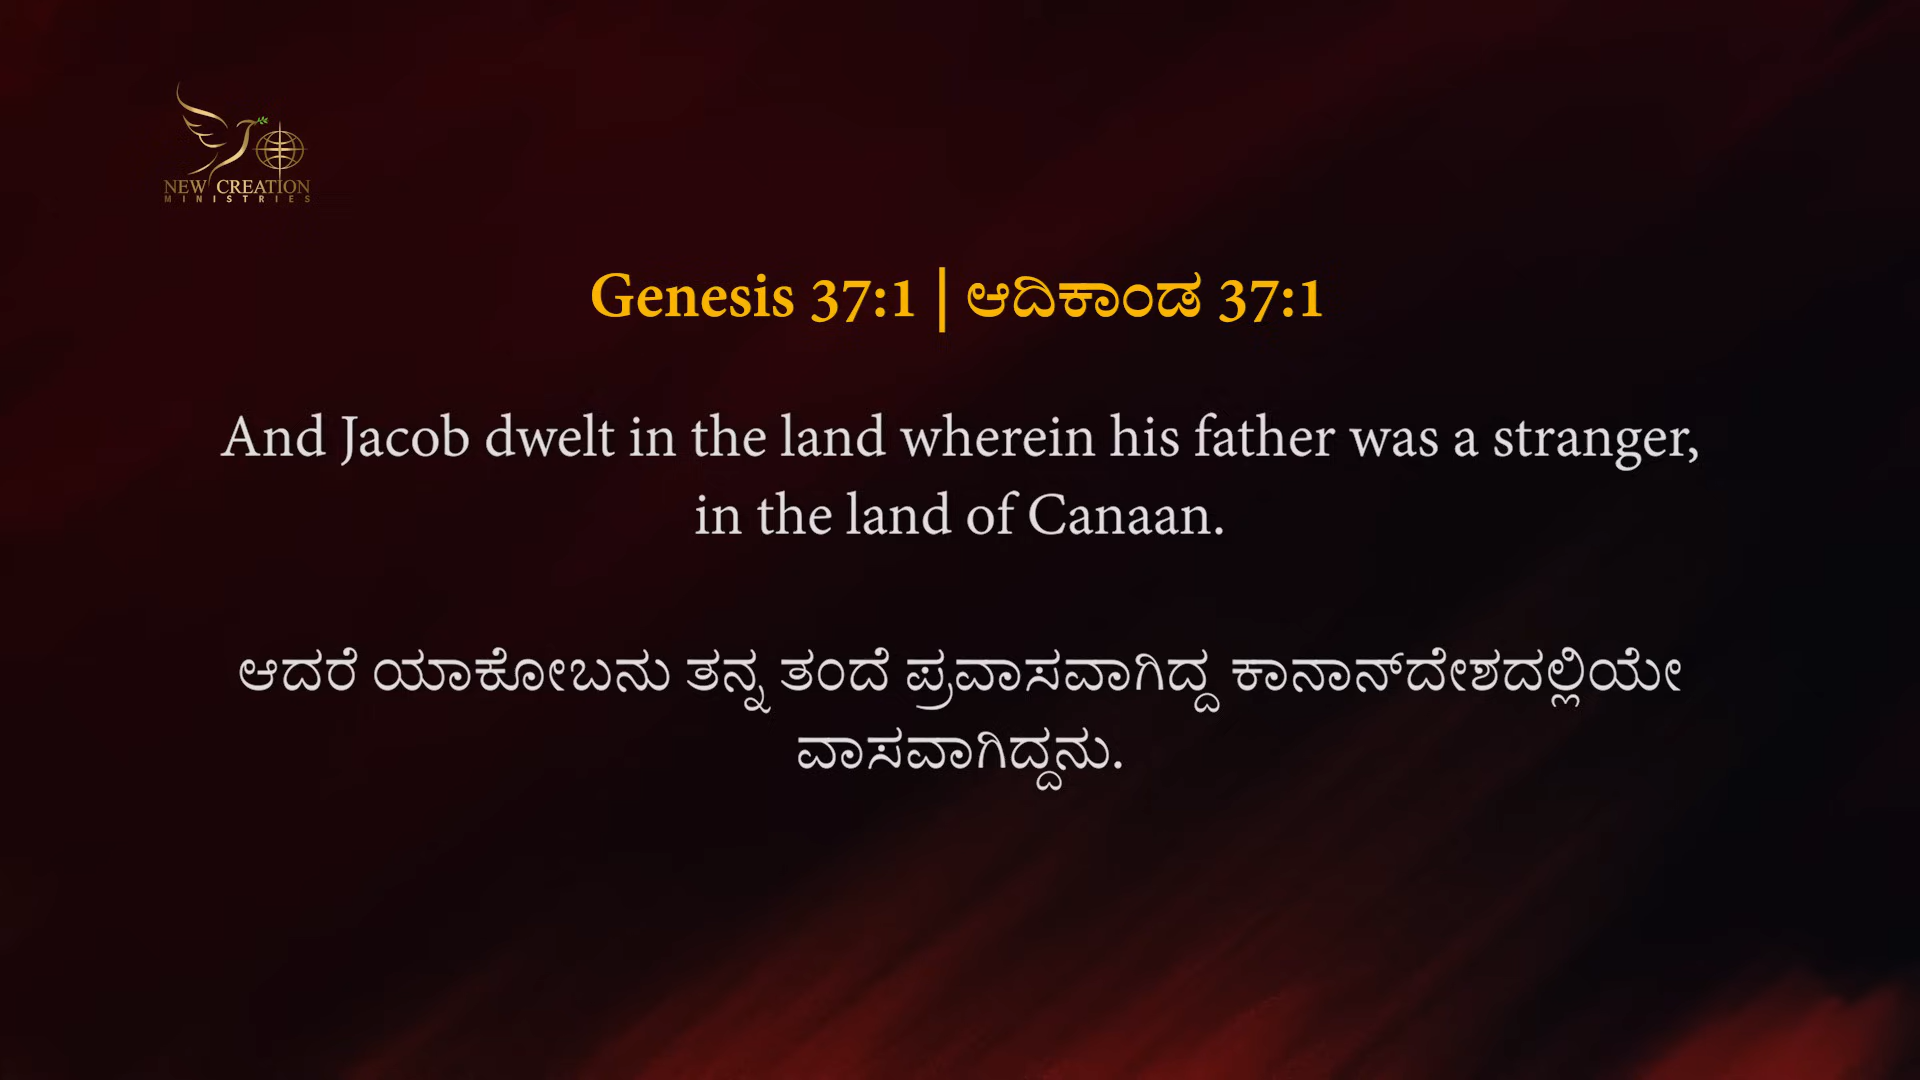 NEW CREATION
MINISTRIES
Genesis 37:1 | ಆದಿಕಾಂಡ 37:1
And Jacob dwelt in the land wherein his father was a stranger,
in the land of Canaan.
ಆದರೆ ಯಾಕೋಬನು ತನ್ನ ತಂದೆ ಪ್ರವಾಸವಾಗಿದ್ದ ಕಾನಾನ್‌ದೇಶದಲ್ಲಿಯೇ
ವಾಸವಾಗಿದ್ದನು.